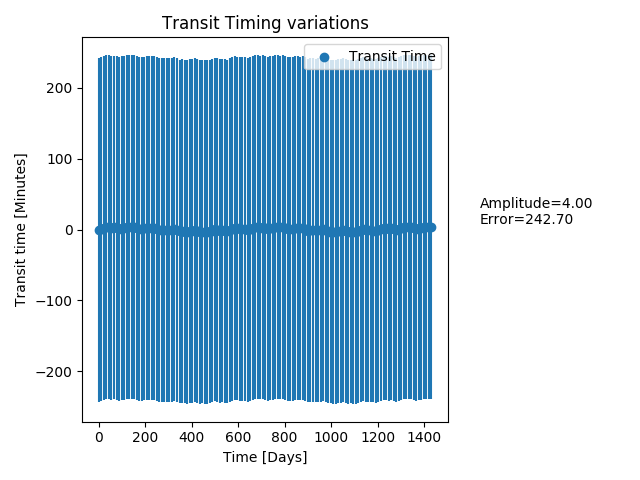 Transit Timing variations
Transit Time
Transit time [Minutes]
200
100
0
−100
−200
0 200 400 600 800 1000 1200 1400
Time [Days]
Amplitude=4.00
Error=242.70